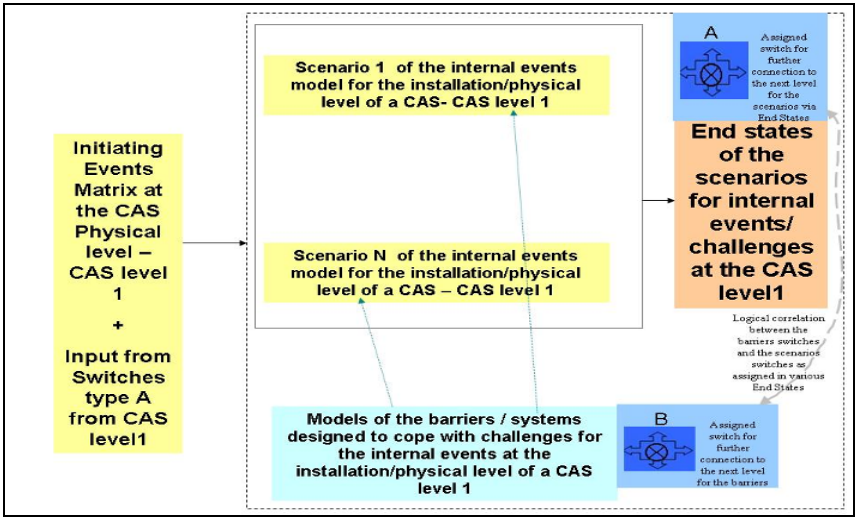 Initiating
Events
Matrix at
the CAS
Physical
level –
CAS level
1
+
Input from
Switches
type A
from CAS
level1
Scenario 1 of the internal events
model for the installation/physical
level of a CAS- CAS level 1
Scenario N of the internal events
model for the installation/physical
level of a CAS – CAS level 1
Models of the barriers / systems
designed to cope with challenges for
the internal events at the
installation/physical level of a CAS
level 1
A
Assigned
switch for
further
connection to
the next level
for the
scenarios via
End States
End states
of the
scenarios
for internal
events/
challenges
at the CAS
level1
Logical correlation
between the
barriers switches
and the scenarios
switches as
assigned in various
End States
B
Assigned
switch for
further
connection to
the next level
for the barriers